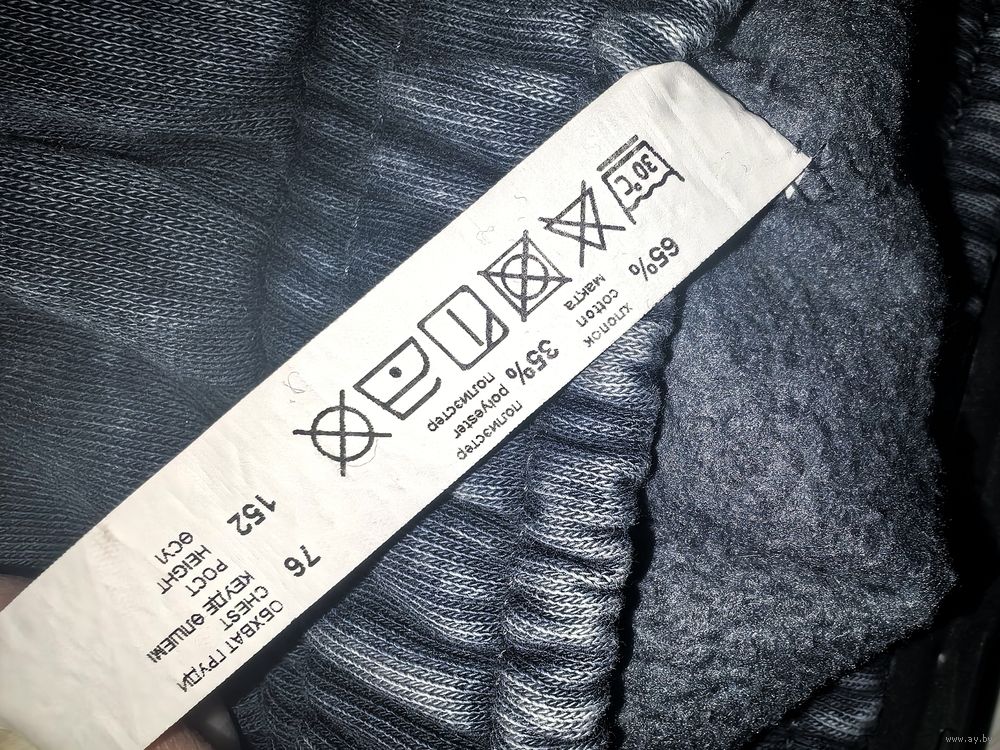 65%
хлопок
cotton
мақта
35%
полиэстер
polyester
полиэстер
30°C
76
ОБХВАТ ГРУДИ
CHEST
КЕУДЕ ӨЛШЕМІ
152
РОСТ
HEIGHT
ӨСУІ
www.ay.by